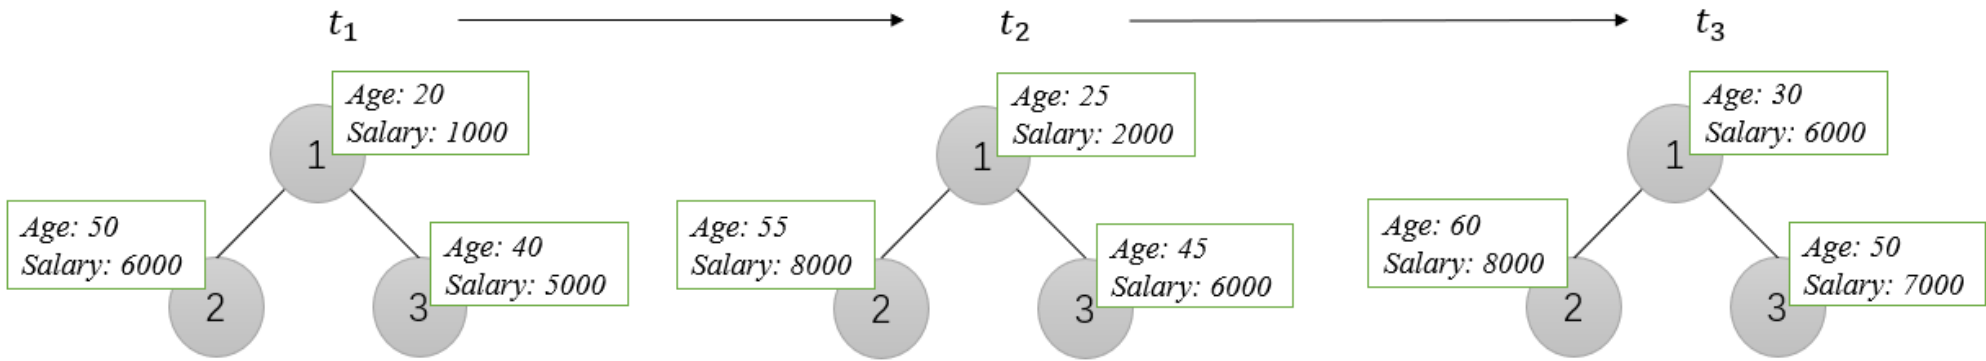 t₁
t₂
t₃
Age: 20
Salary: 1000
1
Age: 50
Salary: 6000
2
Age: 40
Salary: 5000
3
Age: 25
Salary: 2000
1
Age: 55
Salary: 8000
2
Age: 45
Salary: 6000
3
Age: 30
Salary: 6000
1
Age: 60
Salary: 8000
2
Age: 50
Salary: 7000
3